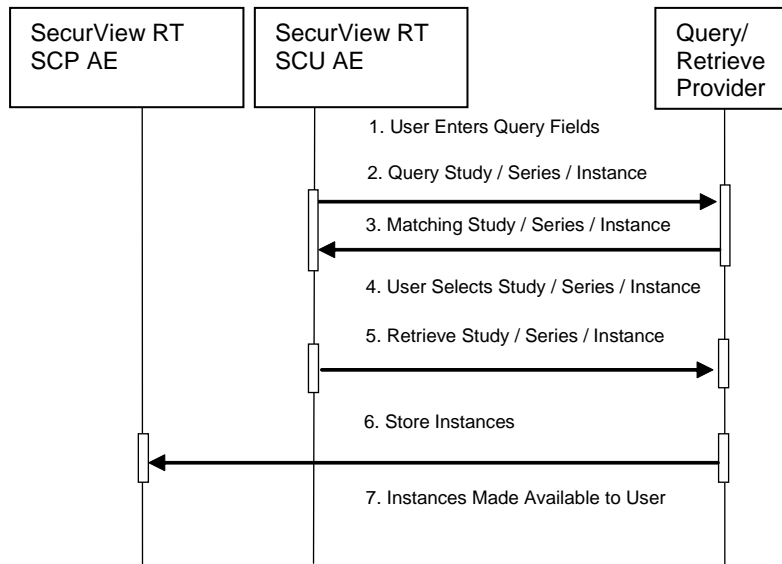 SecurView RT
SCP AE
SecurView RT
SCU AE
Query/
Retrieve
Provider
1. User Enters Query Fields
2. Query Study / Series / Instance
3. Matching Study / Series / Instance
4. User Selects Study / Series / Instance
5. Retrieve Study / Series / Instance
6. Store Instances
7. Instances Made Available to User